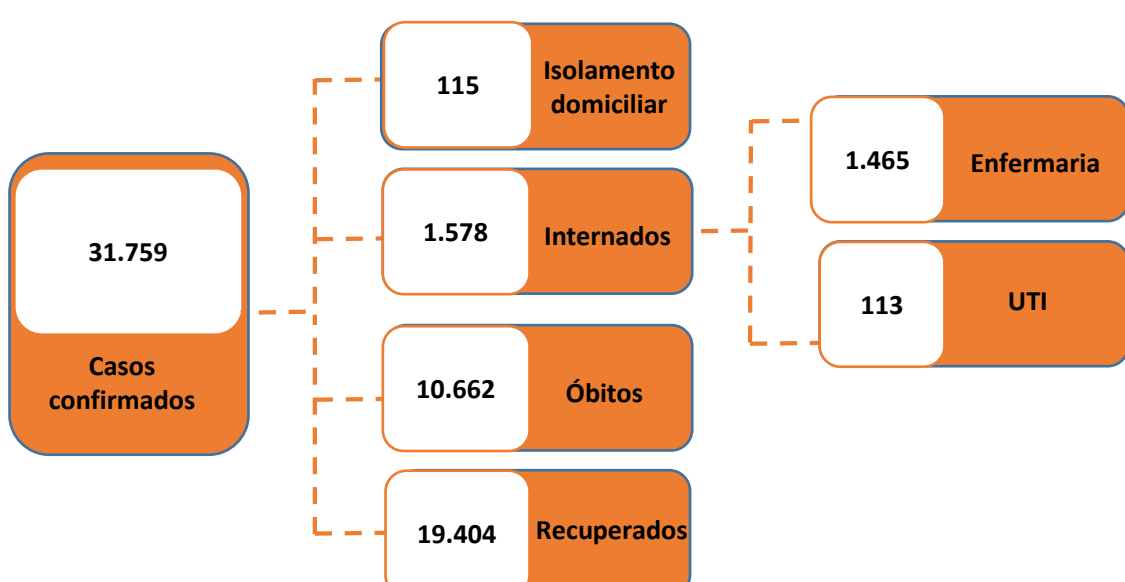 31.759
Casos
confirmados
115
Isolamento
domiciliar
1.578
Internados
10.662
Óbitos
19.404
Recuperados
1.465
Enfermaria
113
UTI